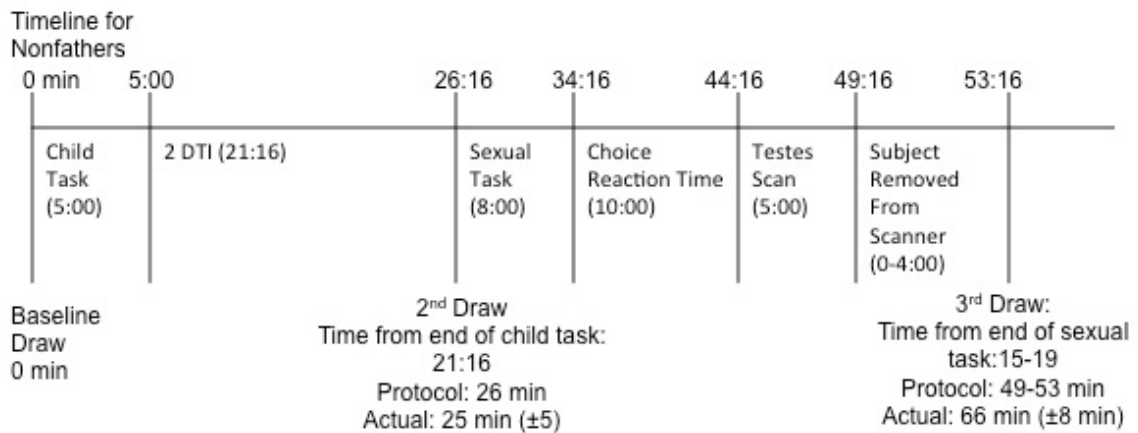 Timeline for
Nonfathers
0 min 5:00 26:16 34:16 44:16 49:16 53:16
Child
Task
(5:00)
2 DTI (21:16)
Sexual
Task
(8:00)
Choice
Reaction Time
(10:00)
Testes
Scan
(5:00)
Subject
Removed
From
Scanner
(0-4:00)
Baseline
Draw
0 min
2nd Draw
Time from end of child task:
21:16
Protocol: 26 min
Actual: 25 min (±5)
3rd Draw:
Time from end of sexual
task:15-19
Protocol: 49-53 min
Actual: 66 min (±8 min)